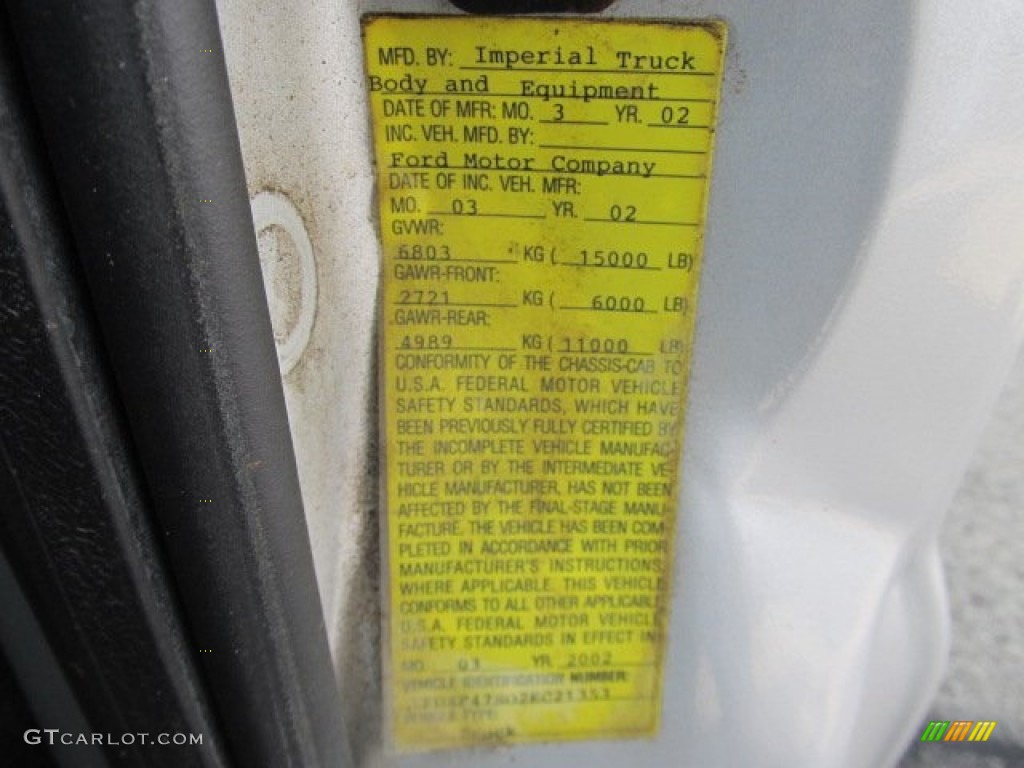 MFD. BY: Imperial Truck
Body and Equipment
DATE OF MFR: MO. 3 YR. 02
INC. VEH. MFD. BY:
Ford Motor Company
DATE OF INC. VEH. MFR:
MO. 03 YR. 02
GVWR:
6803 KG ( 15000 LB)
GAWR-FRONT:
2721 KG ( 6000 LB)
GAWR-REAR:
4989 KG ( 11000 LB)
CONFORMITY OF THE CHASSIS-CAB TO
U.S.A. FEDERAL MOTOR VEHICLE
SAFETY STANDARDS, WHICH HAVE
BEEN PREVIOUSLY FULLY CERTIFIED BY
THE INCOMPLETE VEHICLE MANUFAC-
TURER OR BY THE INTERMEDIATE VE-
HICLE MANUFACTURER, HAS NOT BEEN
AFFECTED BY THE FINAL-STAGE MANU-
FACTURE. THE VEHICLE HAS BEEN COM-
PLETED IN ACCORDANCE WITH PRIOR
MANUFACTURER'S INSTRUCTIONS,
WHERE APPLICABLE. THIS VEHICLE
CONFORMS TO ALL OTHER APPLICABLE
U.S.A. FEDERAL MOTOR VEHICLE
SAFETY STANDARDS IN EFFECT IN:
MO. 03 YR. 2002
VEHICLE IDENTIFICATION NUMBER:
Truck
GTCARLOT.COM